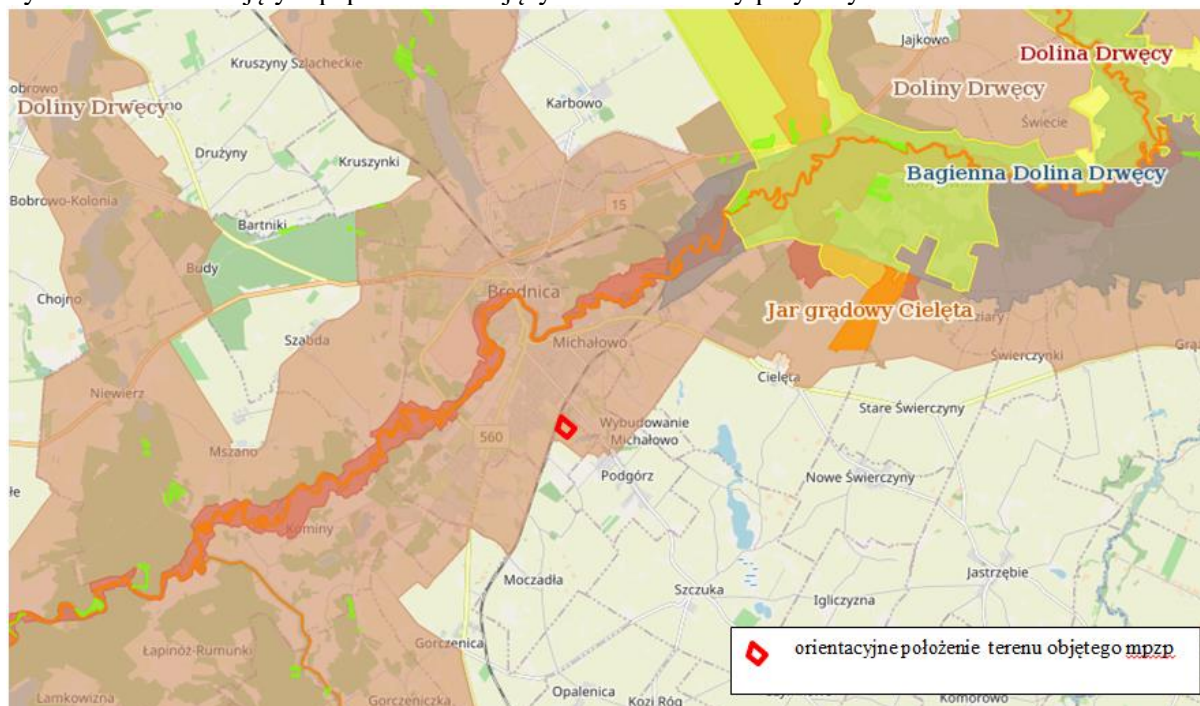 Kruszyny Szlacheckie
Jajkowo
Dolina Drwęcy
Doliny Drwęcy
Doliny Drwęcy
Karbowo
Świecie
Drużyny
Kruszynki
Bagienna Dolina Drwęcy
Bobrowo-Kolonia
15
Bartniki
Budy
Chojno
Brodnica
Jar grądowy Cielęta
Szabda
Michałowo
Świerczynki
Cielęta
Niewierz
Stare Świerczyny
Wybudowanie
Michałowo
560
Mszano
Podgórz
Nowe Świerczyny
Kominy
Moczadła
Jastrzębie
Szczuka
Igliczyzna
Gorczenica
Łapinóż-Rumunki
orientacyjne położenie terenu objętego mpzp
Lamkowizna
Gorczeniczka
Opalenica
Kozi Róg
Komorowo